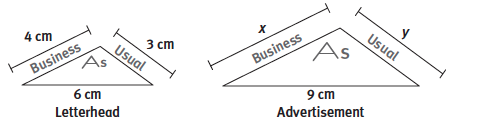 4 cm
3 cm
Business
As
Usual
6 cm
Letterhead
x
y
Business
As
Usual
9 cm
Advertisement